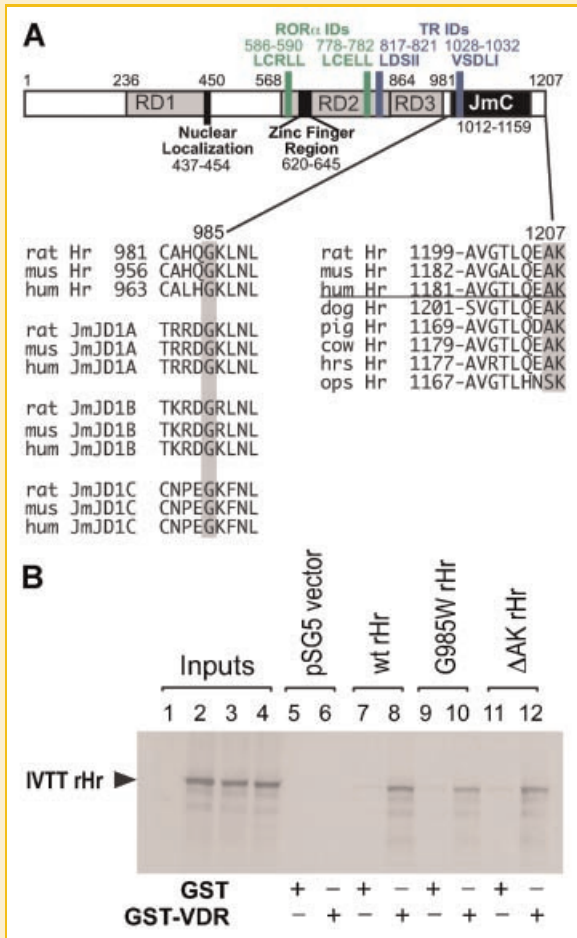 A
RORα IDs TR IDs
586-590 778-782 817-821 1028-1032
LCRLL LCELL LDSII VSDLI
1 236 450 568 864 981 1207
RD1 RD2 RD3 JmC
Nuclear Zinc Finger 1012-1159
Localization Region
437-454 620-645
985
rat Hr 981 CAHQGKLNL
mus Hr 956 CAHQGKLNL
hum Hr 963 CALHGKLNL
rat JmJD1A TRRDGKLNL
mus JmJD1A TRRDGKLNL
hum JmJD1A TRRDGKLNL
rat JmJD1B TKRDGRLNL
mus JmJD1B TKRDGRLNL
hum JmJD1B TKRDGRLNL
rat JmJD1C CNPEGKFNL
mus JmJD1C CNPEGKFNL
hum JmJD1C CNPEGKFNL
1207
rat Hr 1199-AVGTLQEAK
mus Hr 1182-AVGALQEAK
hum Hr 1181-AVGTLQEAK
dog Hr 1201-SVGTLQEAK
pig Hr 1169-AVGTLQDAK
cow Hr 1179-AVGTLQEAK
hrs Hr 1177-AVRTLQEAK
ops Hr 1167-AVGTLHNSK
B
Inputs pSG5 vector wt rHr G985W rHr ΔAK rHr
1 2 3 4 5 6 7 8 9 10 11 12
IVTT rHr
GST + – + – + – + –
GST-VDR – + – + – + – +